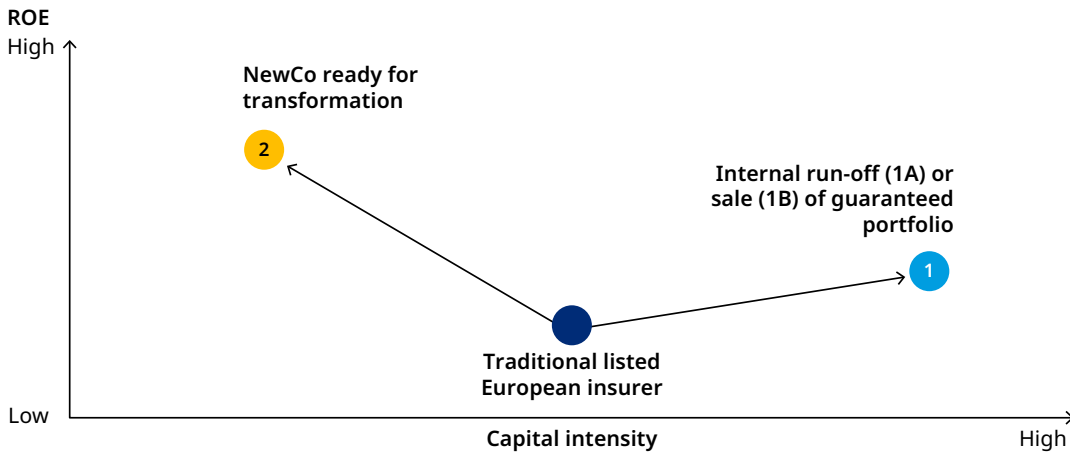 ROE
High
NewCo ready for
transformation
2
Internal run-off (1A) or
sale (1B) of guaranteed
portfolio
1
Traditional listed
European insurer
Low
Capital intensity
High